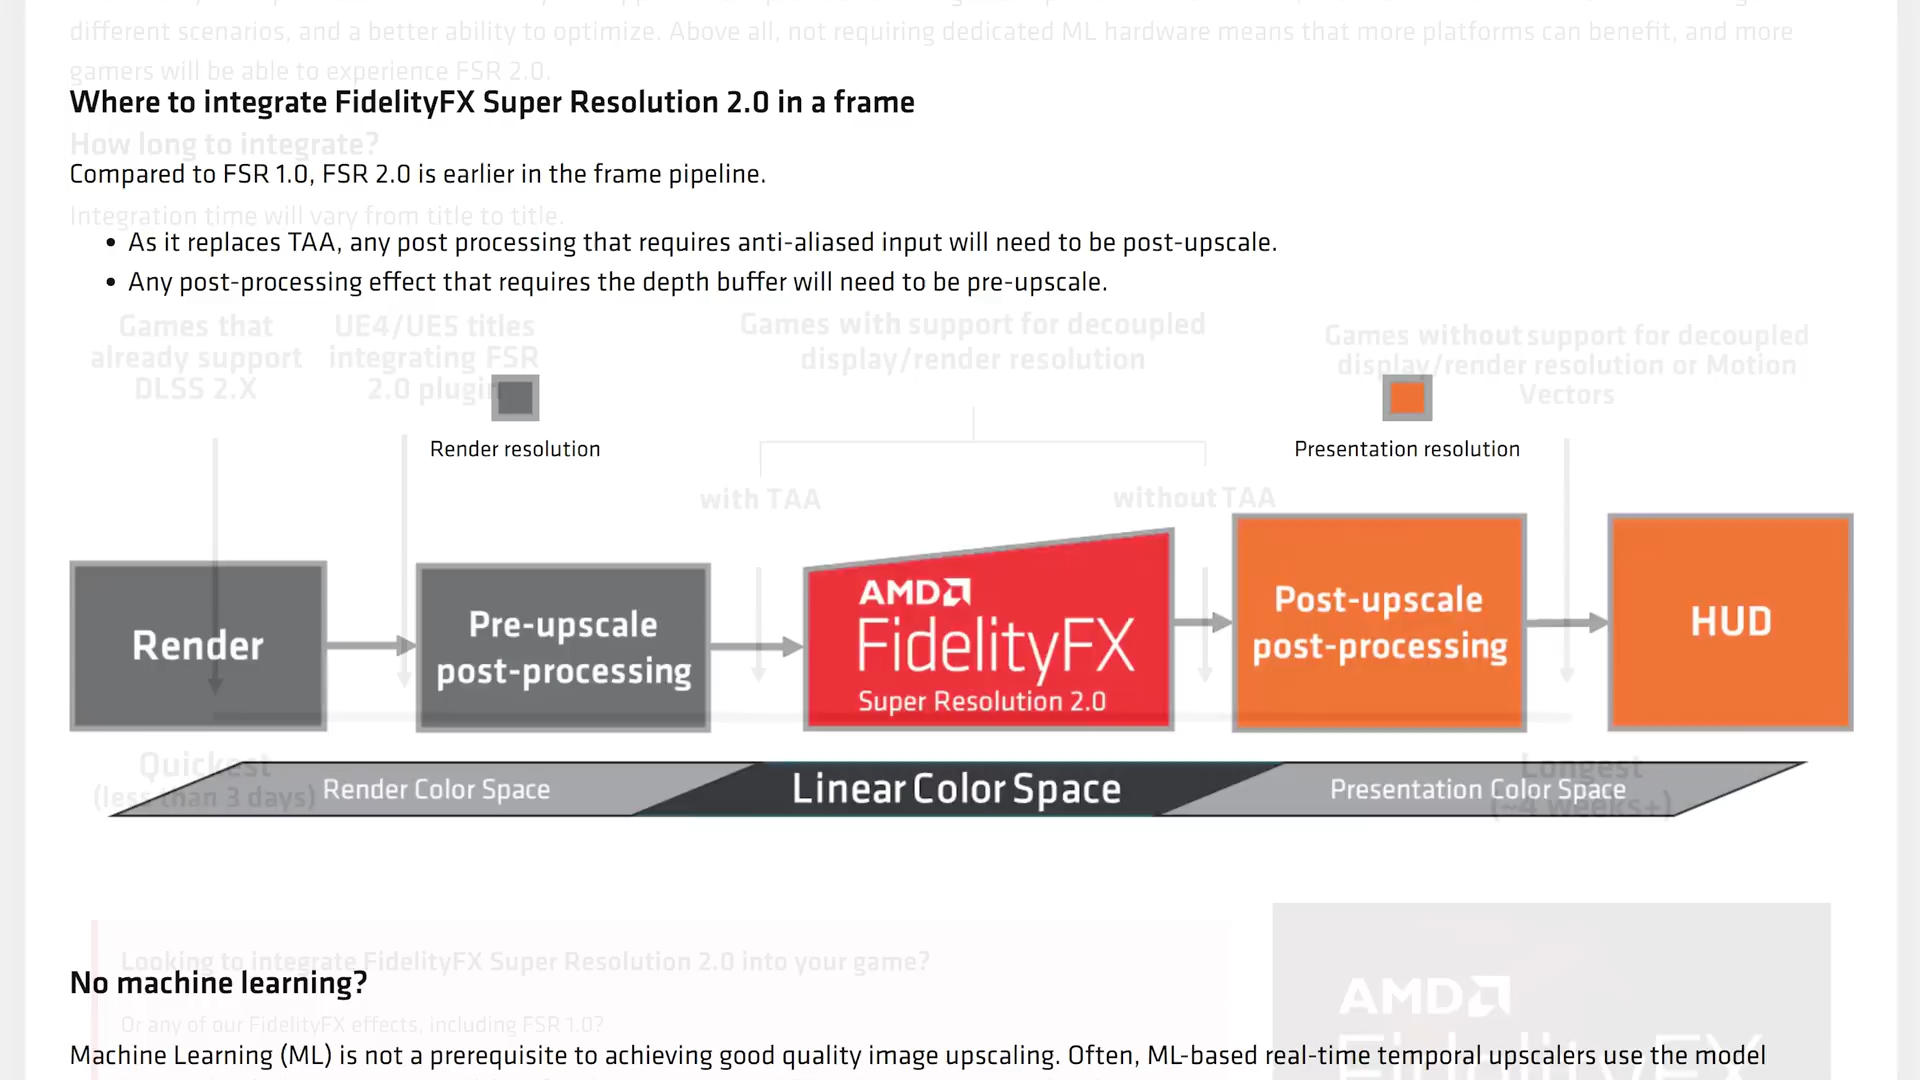 different scenarios, and a better ability to optimize. Above all, not requiring dedicated ML hardware means that more platforms can benefit, and more
gamers will be able to experience FSR 2.0.
Where to integrate FidelityFX Super Resolution 2.0 in a frame
How long to integrate?
Compared to FSR 1.0, FSR 2.0 is earlier in the frame pipeline.
Integration time will vary from title to title.
• As it replaces TAA, any post processing that requires anti-aliased input will need to be post-upscale.
• Any post-processing effect that requires the depth buffer will need to be pre-upscale.
Games that
already support
DLSS 2.X
UE4/UE5 titles
integrating FSR
2.0 plugin
Games with support for decoupled
display/render resolution
Games without support for decoupled
display/render resolution or Motion
Vectors
Render resolution
Presentation resolution
with TAA
without TAA
Render
Pre-upscale
post-processing
AMD
FidelityFX
Super Resolution 2.0
Post-upscale
post-processing
HUD
Quickest
(less than 3 days)
Longest
(~4 weeks+)
Render Color Space
Linear Color Space
Presentation Color Space
Looking to integrate FidelityFX Super Resolution 2.0 into your game?
No machine learning?
Or any of our FidelityFX effects, including FSR 1.0?
AMD
FidelityFX
Machine Learning (ML) is not a prerequisite to achieving good quality image upscaling. Often, ML-based real-time temporal upscalers use the model